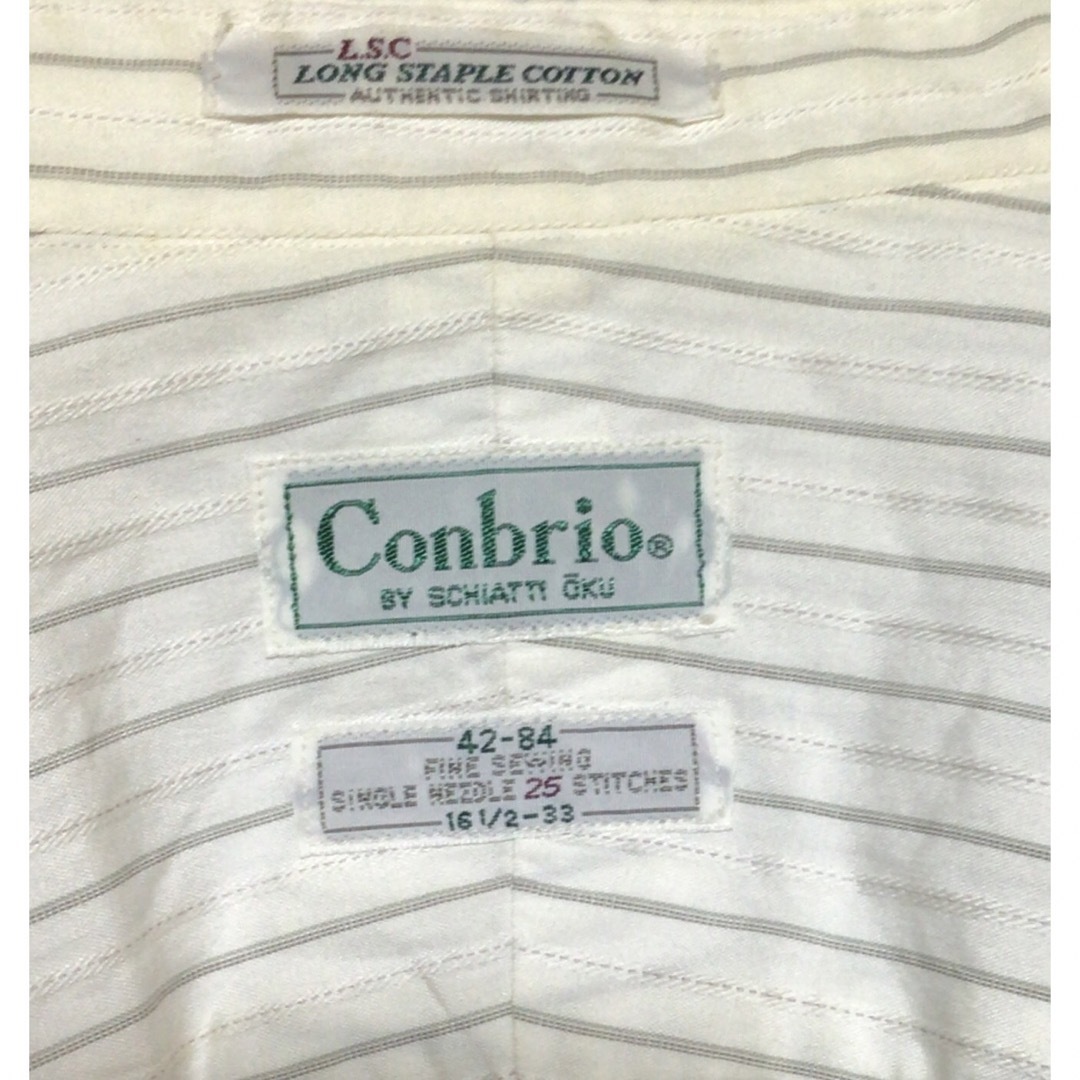 L.S.C
LONG STAPLE COTTON
AUTHENTIC SHIRTING
Conbrio®
BY SCHIATTI ŌKU
42-84
FINE SEWING
SINGLE NEEDLE 25 STITCHES
16 1/2-33